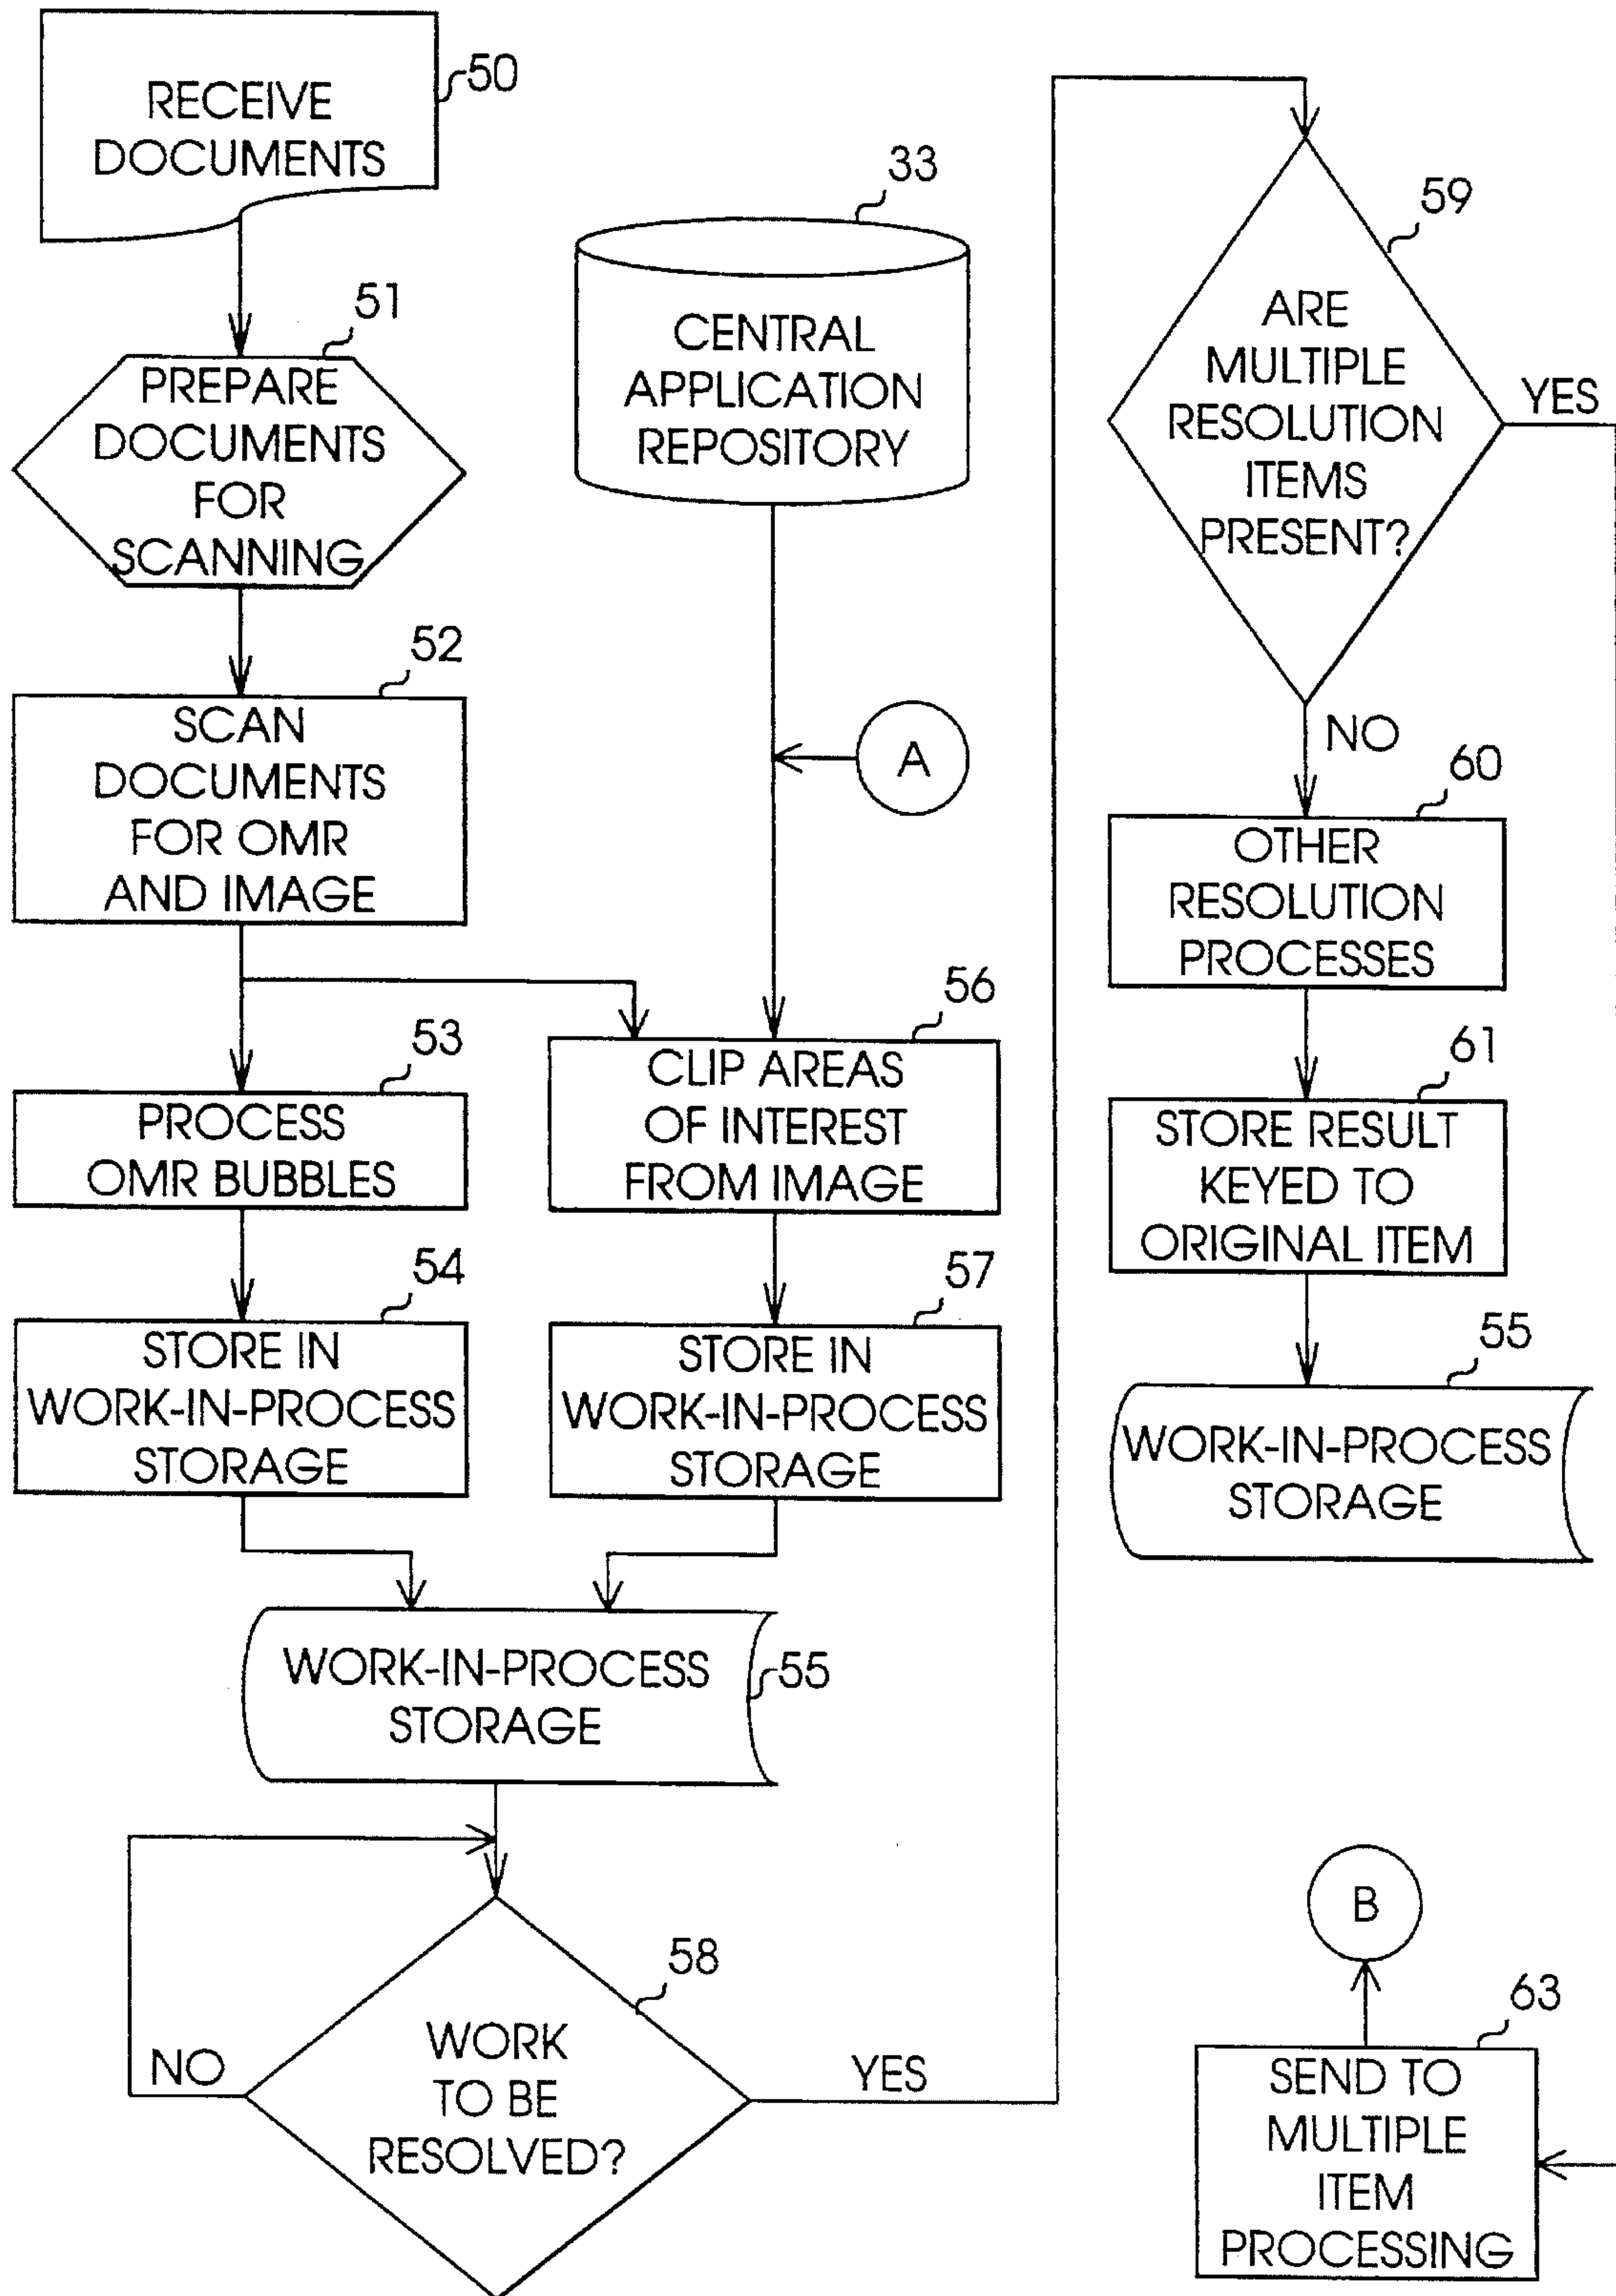 50
RECEIVE
DOCUMENTS
51
PREPARE
DOCUMENTS
FOR
SCANNING
52
SCAN
DOCUMENTS
FOR OMR
AND IMAGE
53
PROCESS
OMR BUBBLES
54
STORE IN
WORK-IN-PROCESS
STORAGE
33
CENTRAL
APPLICATION
REPOSITORY
A
56
CLIP AREAS
OF INTEREST
FROM IMAGE
57
STORE IN
WORK-IN-PROCESS
STORAGE
WORK-IN-PROCESS
STORAGE
55
58
WORK
TO BE
RESOLVED?
NO
YES
59
ARE
MULTIPLE
RESOLUTION
ITEMS
PRESENT?
YES
NO
60
OTHER
RESOLUTION
PROCESSES
61
STORE RESULT
KEYED TO
ORIGINAL ITEM
55
WORK-IN-PROCESS
STORAGE
B
63
SEND TO
MULTIPLE
ITEM
PROCESSING